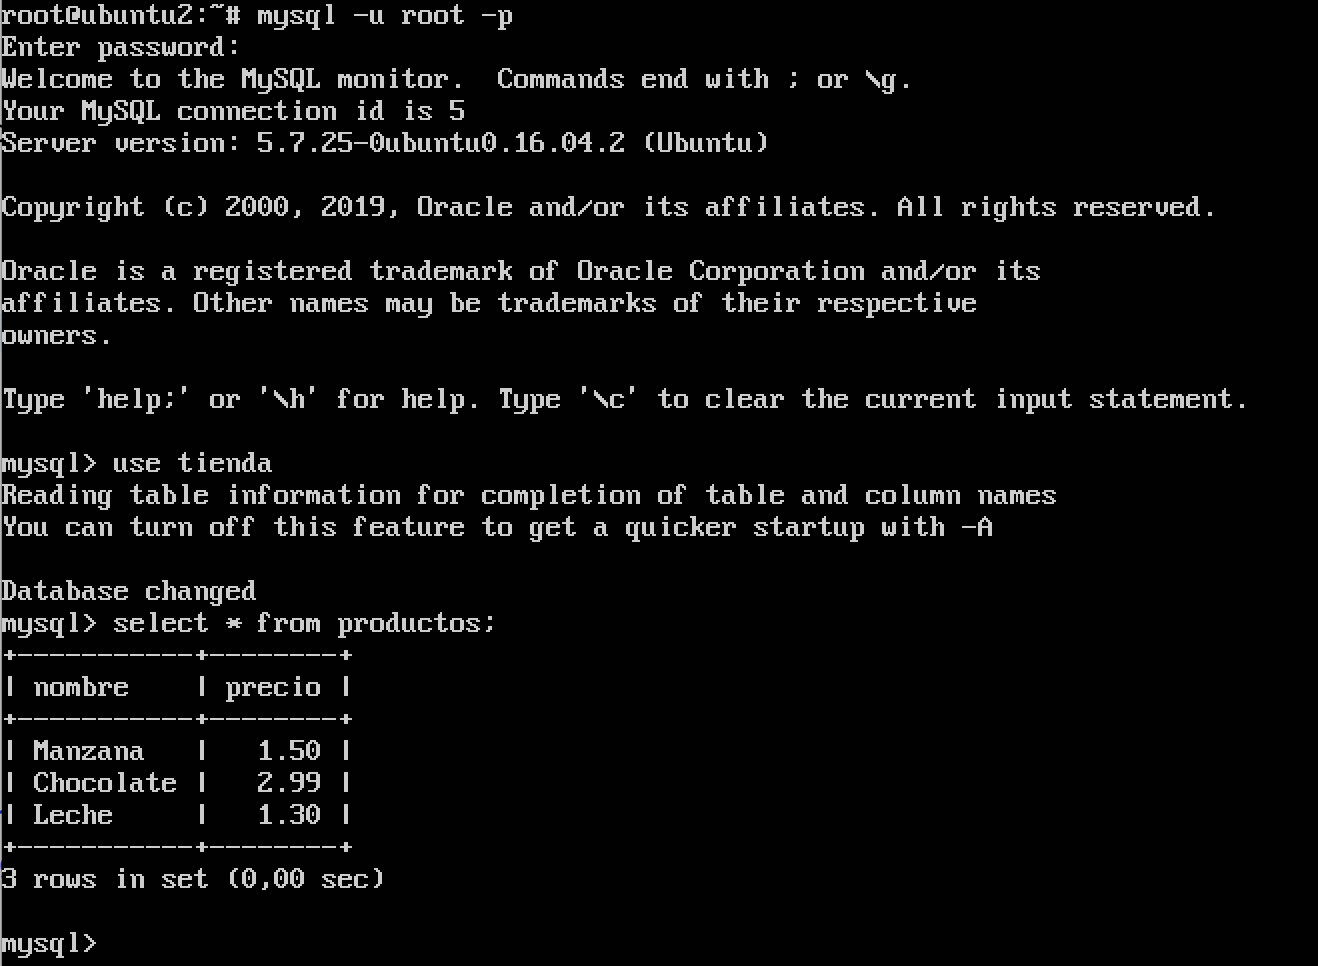 root@ubuntu2:~# mysql -u root -p
Enter password:
Welcome to the MySQL monitor.  Commands end with ; or \g.
Your MySQL connection id is 5
Server version: 5.7.25-0ubuntu0.16.04.2 (Ubuntu)

Copyright (c) 2000, 2019, Oracle and/or its affiliates. All rights reserved.

Oracle is a registered trademark of Oracle Corporation and/or its
affiliates. Other names may be trademarks of their respective
owners.

Type 'help;' or '\h' for help. Type '\c' to clear the current input statement.

mysql> use tienda
Reading table information for completion of table and column names
You can turn off this feature to get a quicker startup with -A

Database changed
mysql> select * from productos;
+-----------+--------+
| nombre    | precio |
+-----------+--------+
| Manzana   |   1.50 |
| Chocolate |   2.99 |
| Leche     |   1.30 |
+-----------+--------+
3 rows in set (0,00 sec)

mysql>